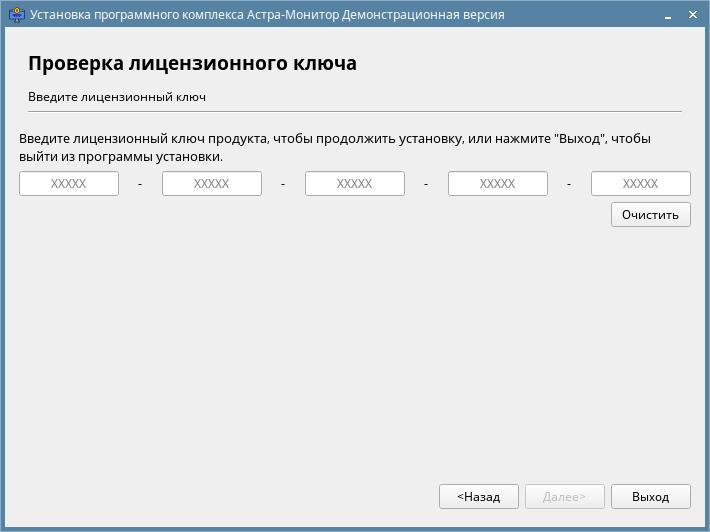 Установка программного комплекса Астра-Монитор Демонстрационная версия
Проверка лицензионного ключа
Введите лицензионный ключ
Введите лицензионный ключ продукта, чтобы продолжить установку, или нажмите "Выход", чтобы
выйти из программы установки.
XXXXX - XXXXX - XXXXX - XXXXX - XXXXX
Очистить
<Назад Далее> Выход